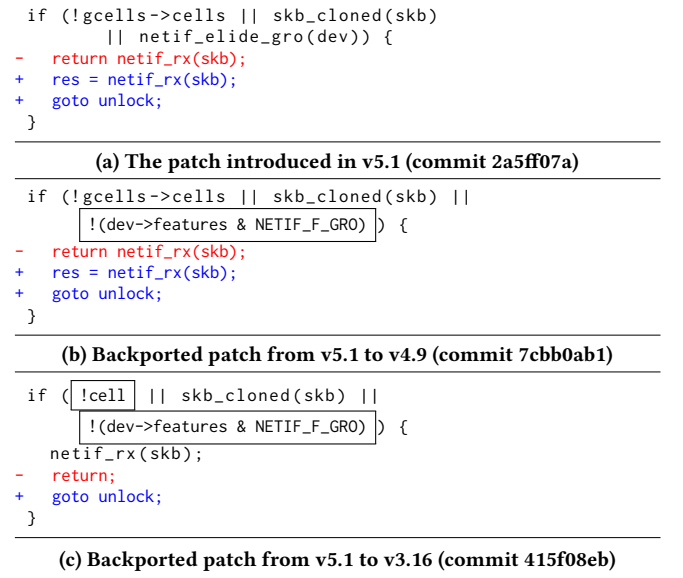 if (!gcells->cells || skb_cloned(skb)
|| netif_elide_gro(dev)) {
- return netif_rx(skb);
+ res = netif_rx(skb);
+ goto unlock;
}
(a) The patch introduced in v5.1 (commit 2a5ff07a)
if (!gcells->cells || skb_cloned(skb) ||
!(dev->features & NETIF_F_GRO) ) {
- return netif_rx(skb);
+ res = netif_rx(skb);
+ goto unlock;
}
(b) Backported patch from v5.1 to v4.9 (commit 7cbb0ab1)
if ( !cell || skb_cloned(skb) ||
!(dev->features & NETIF_F_GRO) ) {
netif_rx(skb);
- return;
+ goto unlock;
}
(c) Backported patch from v5.1 to v3.16 (commit 415f08eb)